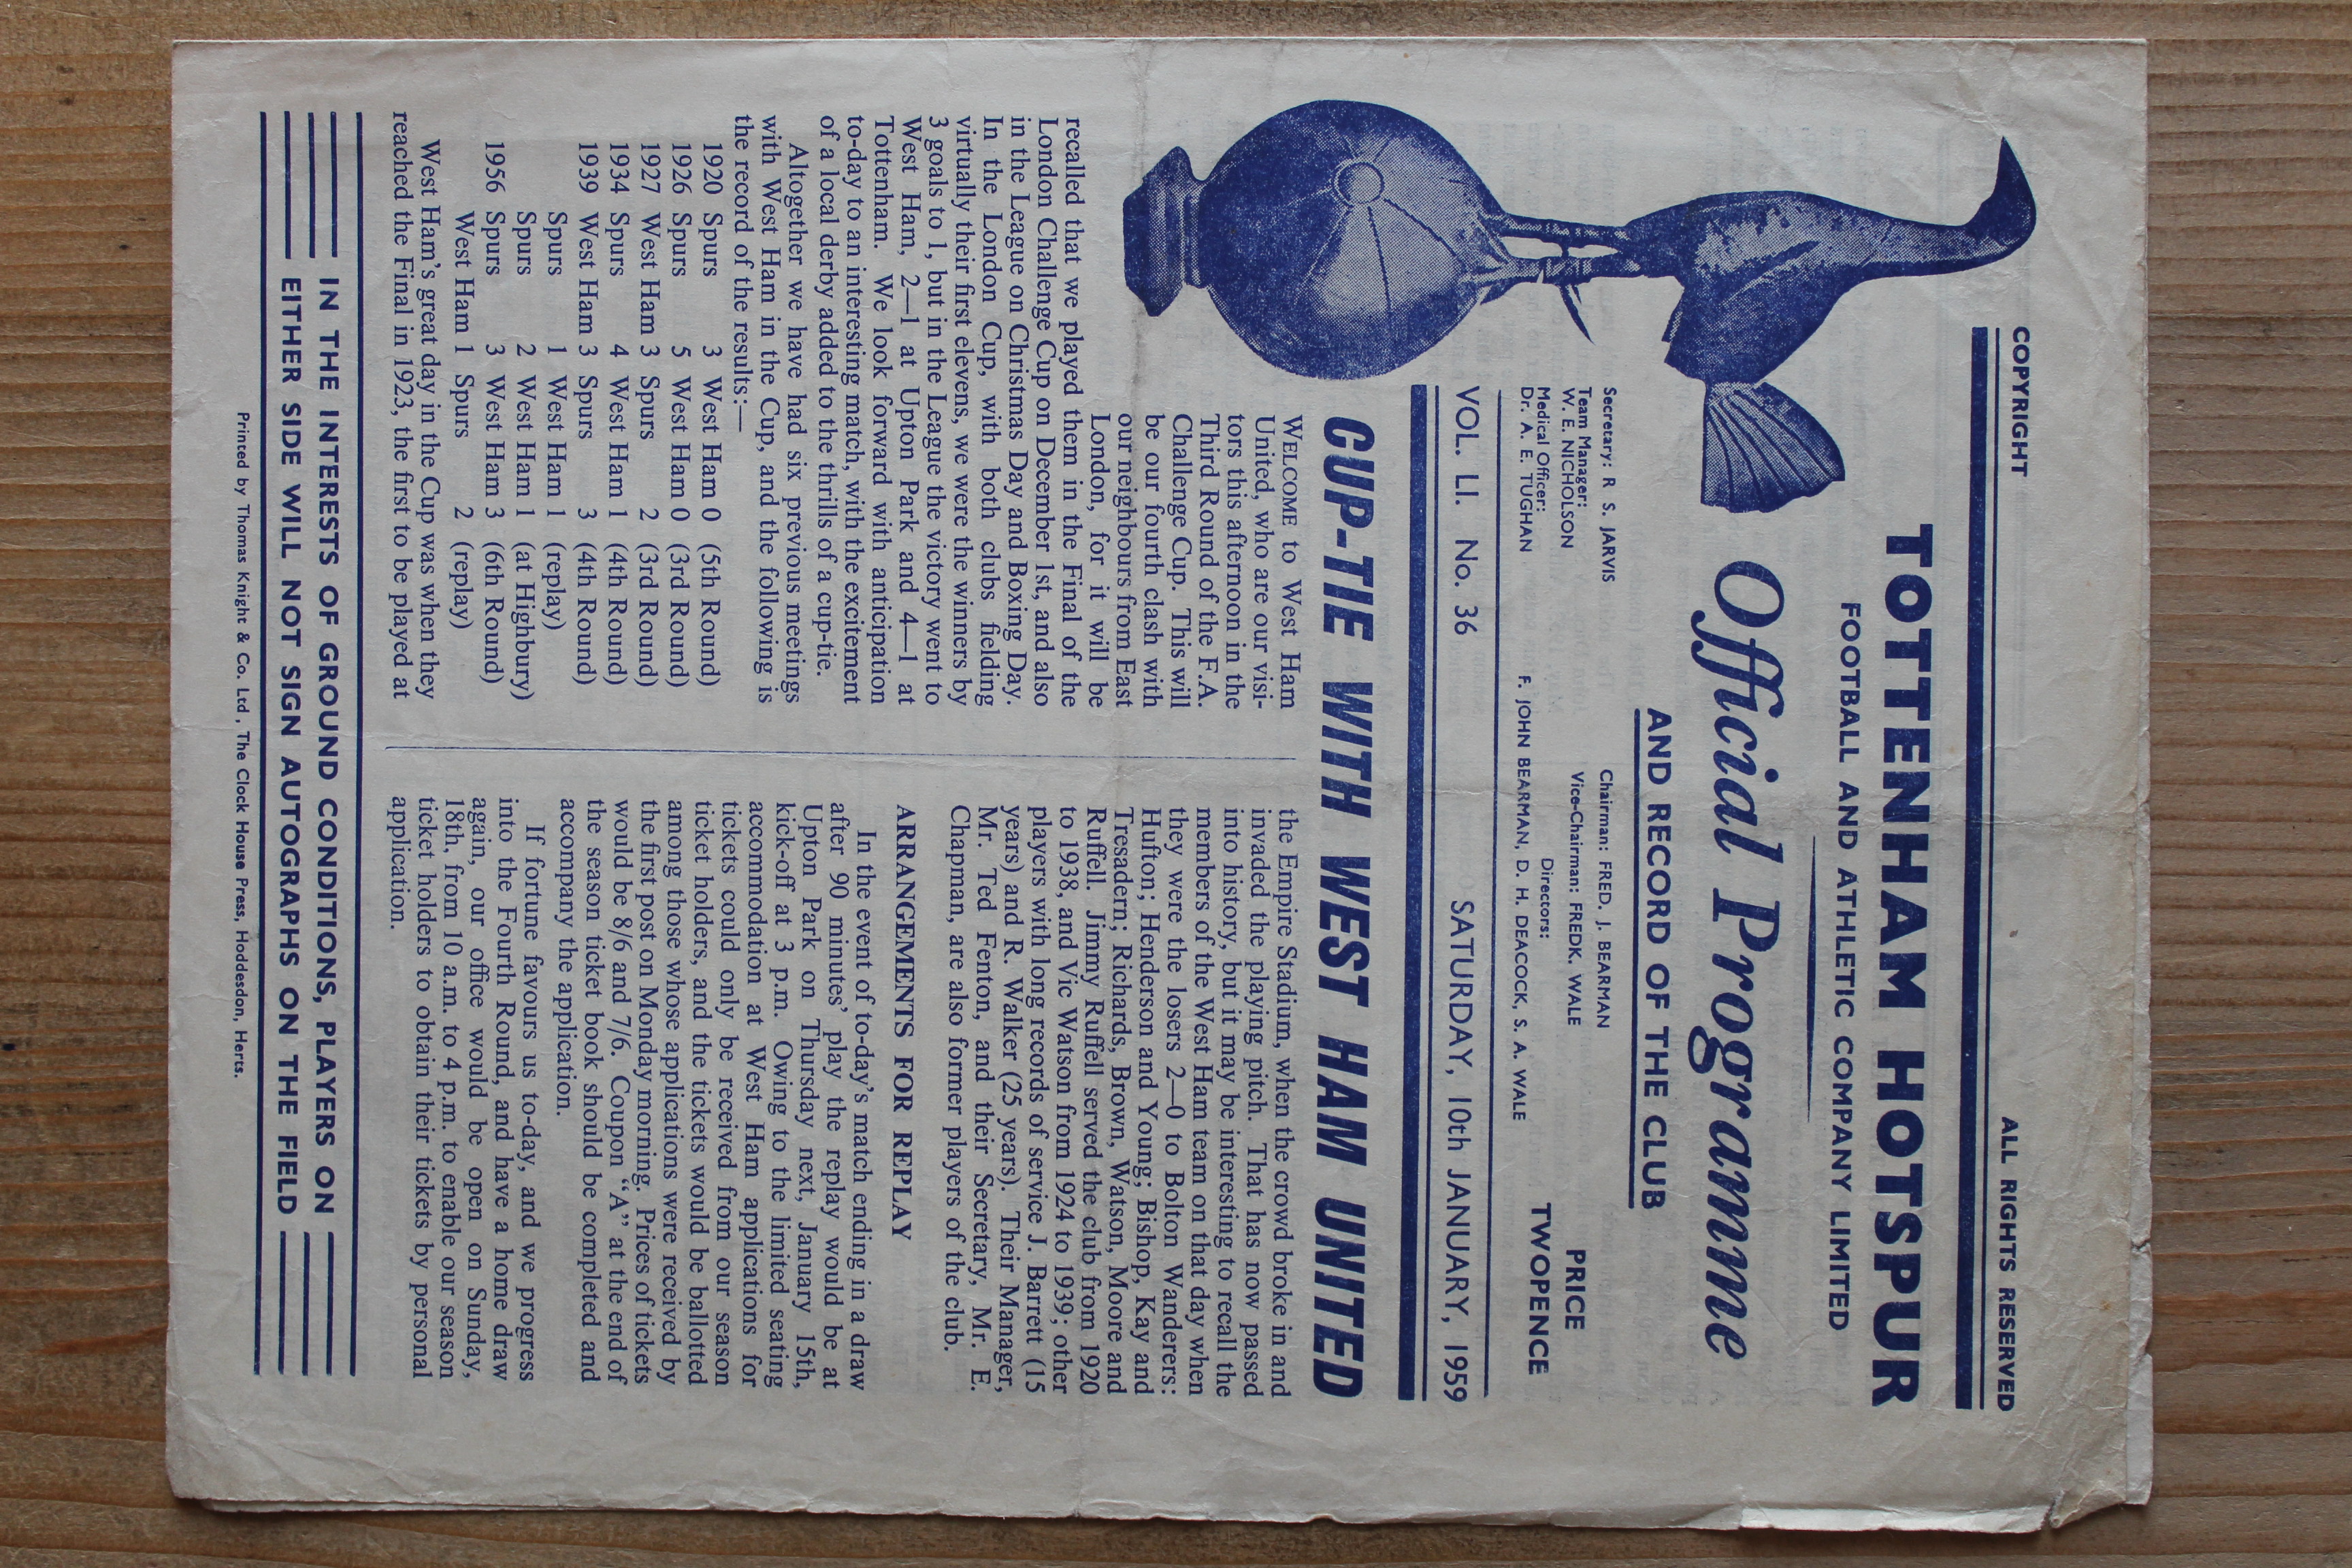 COPYRIGHT
ALL RIGHTS RESERVED
TOTTENHAM HOTSPUR
FOOTBALL AND ATHLETIC COMPANY LIMITED
Official Programme
AND RECORD OF THE CLUB
Secretary: R S. JARVIS
Team Manager:
W. E. NICHOLSON
Medical Officer:
Dr. A. E. TUGHAN
Chairman: FRED. J. BEARMAN
Vice-Chairman: FREDK. WALE
Directors:
F. JOHN BEARMAN, D. H. DEACOCK, S. A. WALE
PRICE
TWOPENCE
VOL. LI. No. 36
SATURDAY, 10th JANUARY, 1959
CUP-TIE WITH WEST HAM UNITED
WELCOME to West Ham
United, who are our visi-
tors this afternoon in the
Third Round of the F.A.
Challenge Cup. This will
be our fourth clash with
our neighbours from East
London, for it will be
recalled that we played them in the Final of the
London Challenge Cup on December 1st, and also
in the League on Christmas Day and Boxing Day.
In the London Cup, with both clubs fielding
virtually their first elevens, we were the winners by
3 goals to 1, but in the League the victory went to
West Ham, 2—1 at Upton Park and 4—1 at
Tottenham. We look forward with anticipation
to-day to an interesting match, with the excitement
of a local derby added to the thrills of a cup-tie.
Altogether we have had six previous meetings
with West Ham in the Cup, and the following is
the record of the results:—
1920 Spurs 3 West Ham 0 (5th Round)
1926 Spurs 5 West Ham 0 (3rd Round)
1927 West Ham 3 Spurs 2 (3rd Round)
1934 Spurs 4 West Ham 1 (4th Round)
1939 West Ham 3 Spurs 3 (4th Round)
Spurs 1 West Ham 1 (replay)
Spurs 2 West Ham 1 (at Highbury)
1956 Spurs 3 West Ham 3 (6th Round)
West Ham 1 Spurs 2 (replay)
West Ham's great day in the Cup was when they
reached the Final in 1923, the first to be played at
the Empire Stadium, when the crowd broke in and
invaded the playing pitch. That has now passed
into history, but it may be interesting to recall the
members of the West Ham team on that day when
they were the losers 2—0 to Bolton Wanderers:
Hufton; Henderson and Young; Bishop, Kay and
Tresadern; Richards, Brown, Watson, Moore and
Ruffell. Jimmy Ruffell served the club from 1920
to 1938, and Vic Watson from 1924 to 1939; other
players with long records of service J. Barrett (15
years) and R. Walker (25 years). Their Manager,
Mr. Ted Fenton, and their Secretary, Mr. E.
Chapman, are also former players of the club.
ARRANGEMENTS FOR REPLAY
In the event of to-day's match ending in a draw
after 90 minutes' play the replay would be at
Upton Park on Thursday next, January 15th,
kick-off at 3 p.m. Owing to the limited seating
accommodation at West Ham applications for
tickets could only be received from our season
ticket holders, and the tickets would be ballotted
among those whose applications were received by
the first post on Monday morning. Prices of tickets
would be 8/6 and 7/6. Coupon "A" at the end of
the season ticket book should be completed and
accompany the application.
If fortune favours us to-day, and we progress
into the Fourth Round, and have a home draw
again, our office would be open on Sunday,
18th, from 10 a.m. to 4 p.m. to enable our season
ticket holders to obtain their tickets by personal
application.
IN THE INTERESTS OF GROUND CONDITIONS, PLAYERS ON
EITHER SIDE WILL NOT SIGN AUTOGRAPHS ON THE FIELD
Printed by Thomas Knight & Co. Ltd, The Clock House Press, Hoddesdon, Herts.